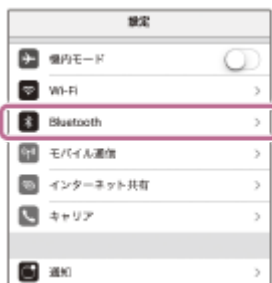 設定
機内モード
Wi-Fi
Bluetooth
モバイル通信
インターネット共有
キャリア
通知